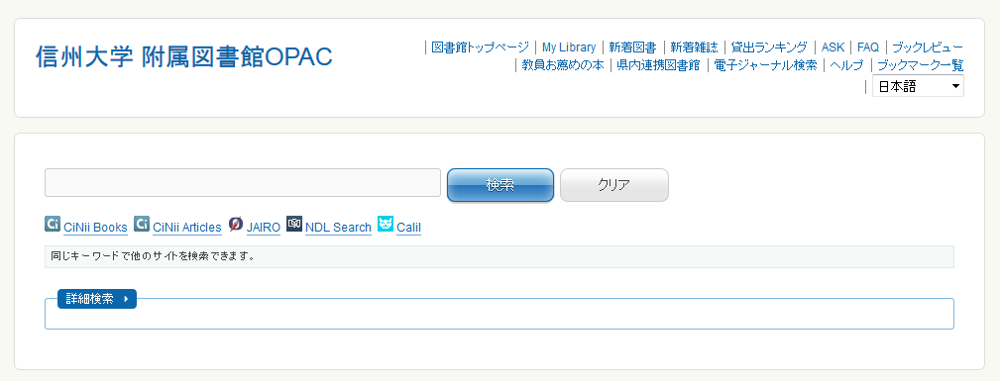 信州大学 附属図書館OPAC
| 図書館トップページ | My Library | 新着図書 | 新着雑誌 | 貸出ランキング | ASK | FAQ | ブックレビュー
| 教員お薦めの本 | 県内連携図書館 | 電子ジャーナル検索 | ヘルプ | ブックマーク一覧
| 日本語
検索 クリア
CiNii Books CiNii Articles JAIRO NDL Search Calil
同じキーワードで他のサイトを検索できます。
詳細検索